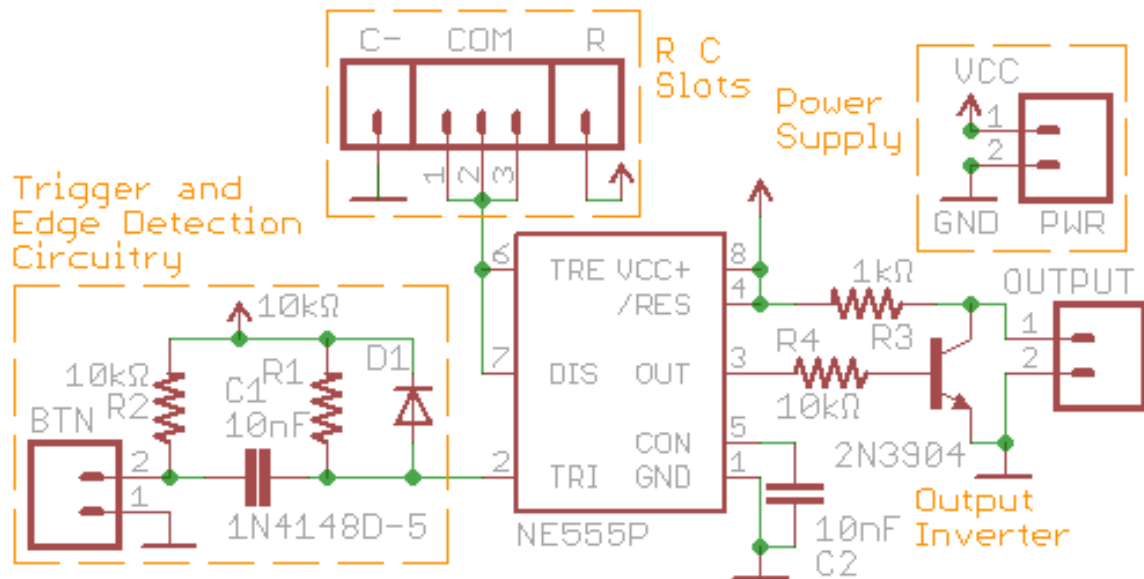 C-
COM
R
1
2
3
R C
Slots
Power
Supply
VCC
1
2
GND
PWR
Trigger and
Edge Detection
Circuitry
10kΩ
10kΩ
R2
C1
10nF
R1
D1
BTN
2
1
1N4148D-5
6
7
2
TRE
VCC+
/RES
DIS
OUT
CON
TRI
GND
NE555P
8
4
3
5
1
1kΩ
R3
R4
10kΩ
2N3904
OUTPUT
1
2
10nF
C2
Output
Inverter